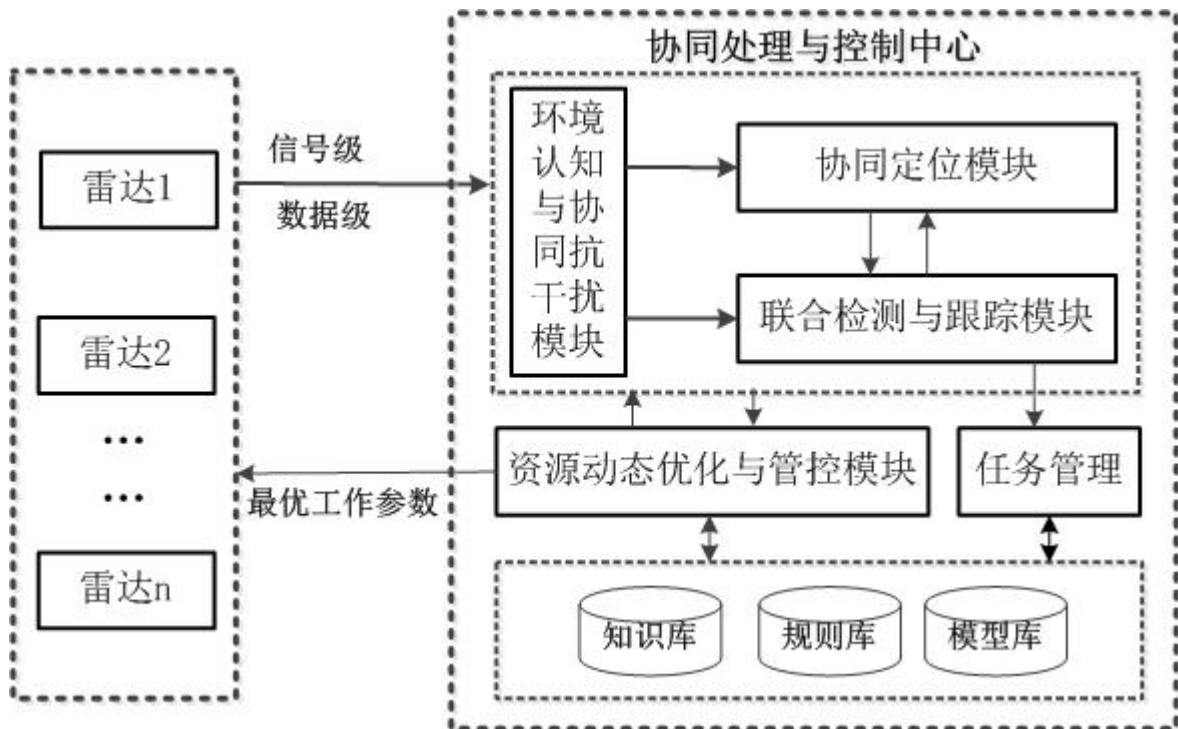 协同处理与控制中心
雷达1
雷达2
...
...
雷达n
信号级
数据级
最优工作参数
环境
认知
与协
同抗
干扰
模块
协同定位模块
联合检测与跟踪模块
资源动态优化与管控模块
任务管理
知识库
规则库
模型库